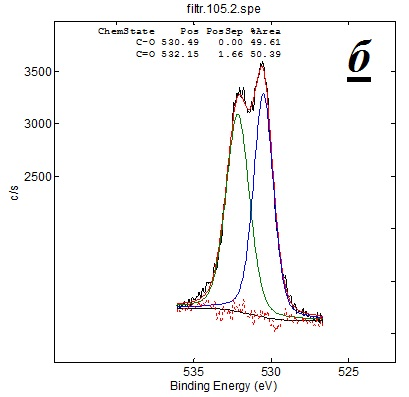 filtr.105.2.spe
ChemState Pos PosSep %Area
C-O 530.49 0.00 49.61
C=O 532.15 1.66 50.39
б
3500
3000
2500
c/s
535 530 525
Binding Energy (eV)